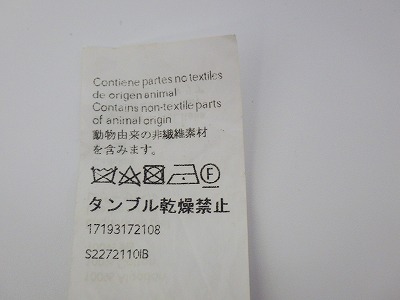 Contiene partes no textiles
de origen animal
Contains non-textile parts
of animal origin
動物由来の非繊維素材
を含みます。
F
タンブル乾燥禁止
17193172108
S2272110IB